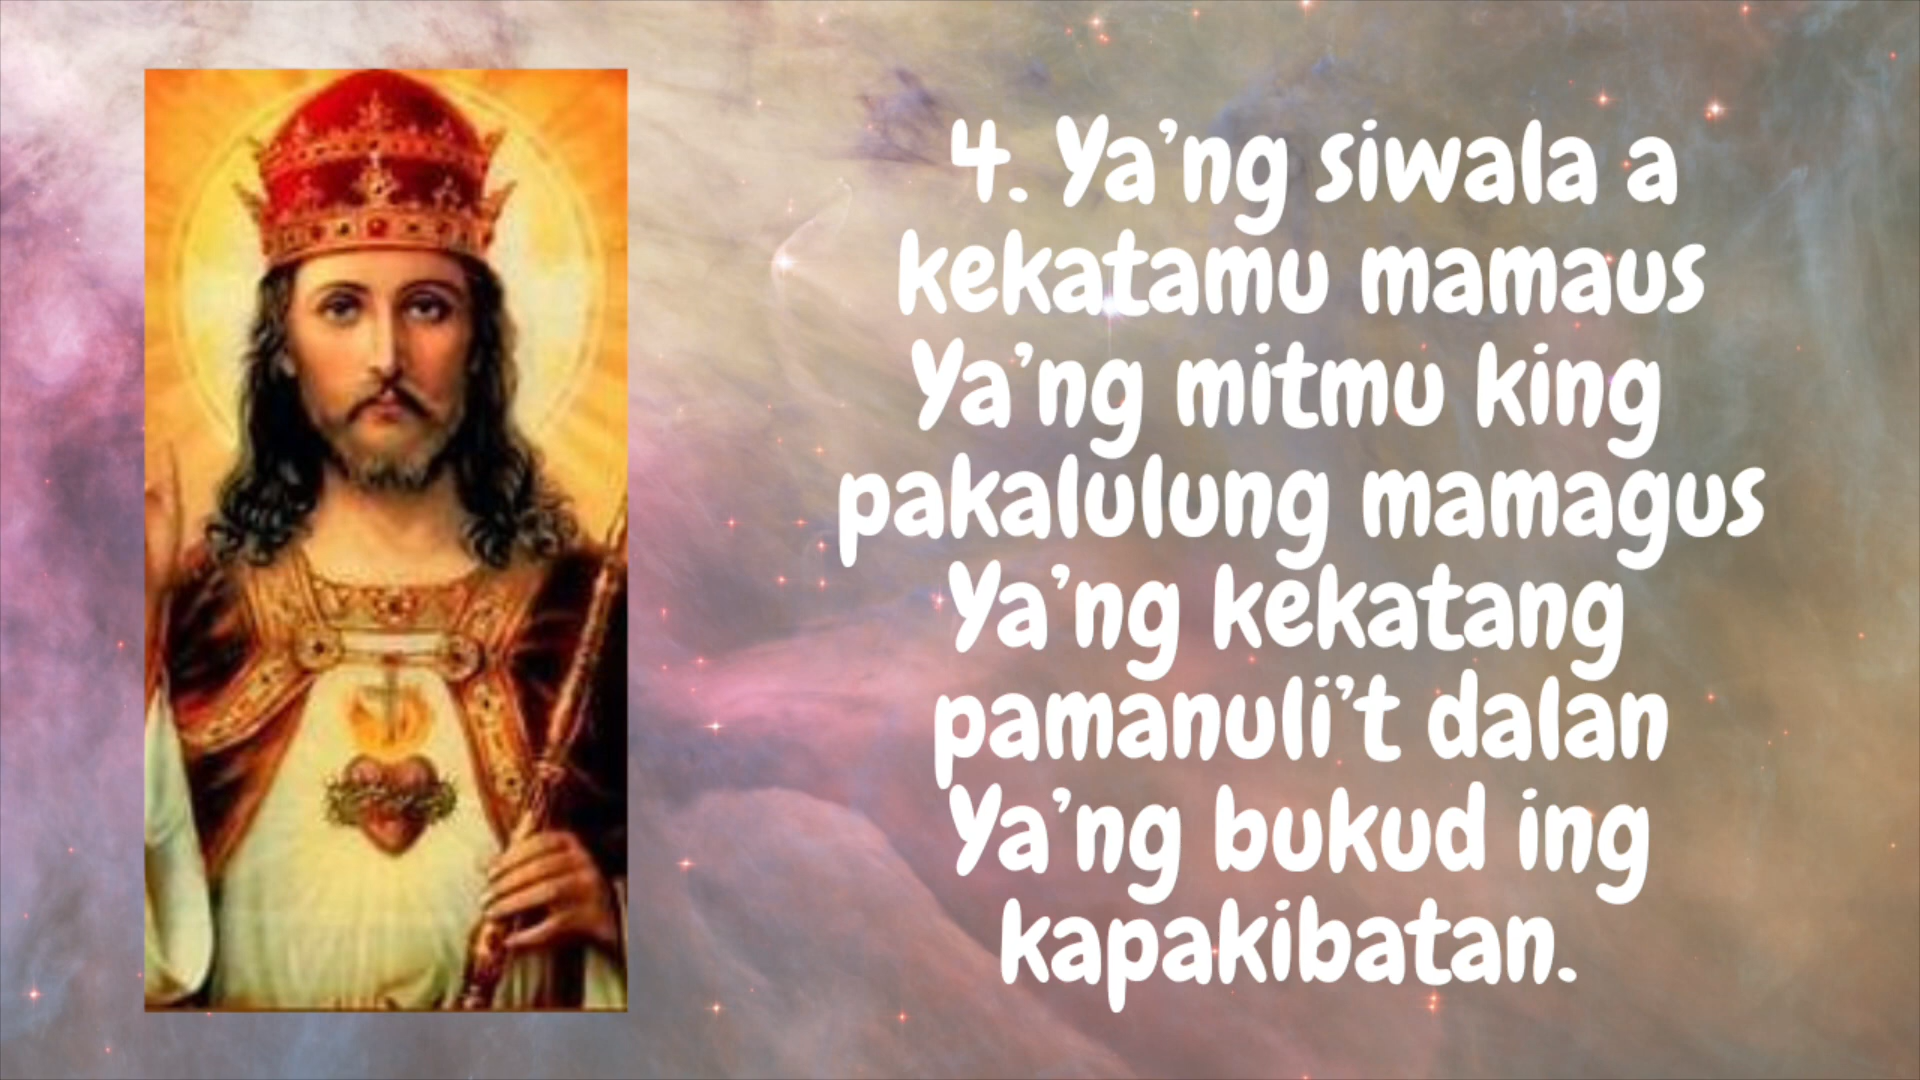 4. Ya’ng siwala a
kekatamu mamaus
Ya’ng mitmu king
pakalulung mamagus
Ya’ng kekatang
pamanuli’t dalan
Ya’ng bukud ing
kapakibatan.